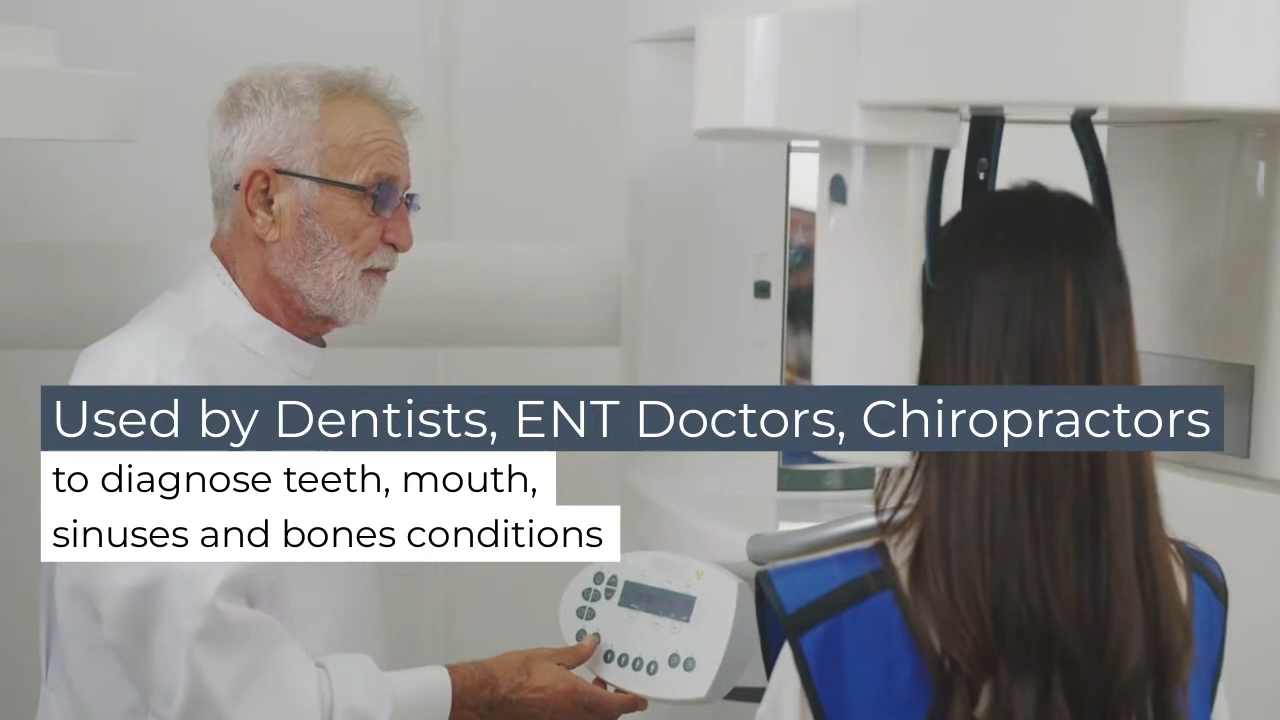 Used by Dentists, ENT Doctors, Chiropractors
to diagnose teeth, mouth,
sinuses and bones conditions